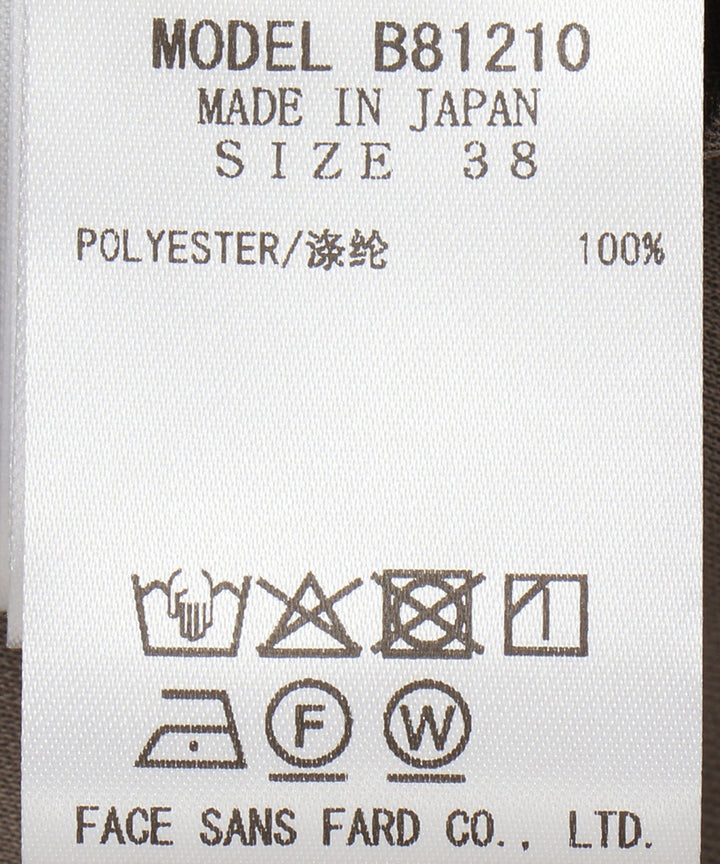 MODEL B81210
MADE IN JAPAN
SIZE 38
POLYESTER/涤纶 100%
F W
FACE SANS FARD CO., LTD.